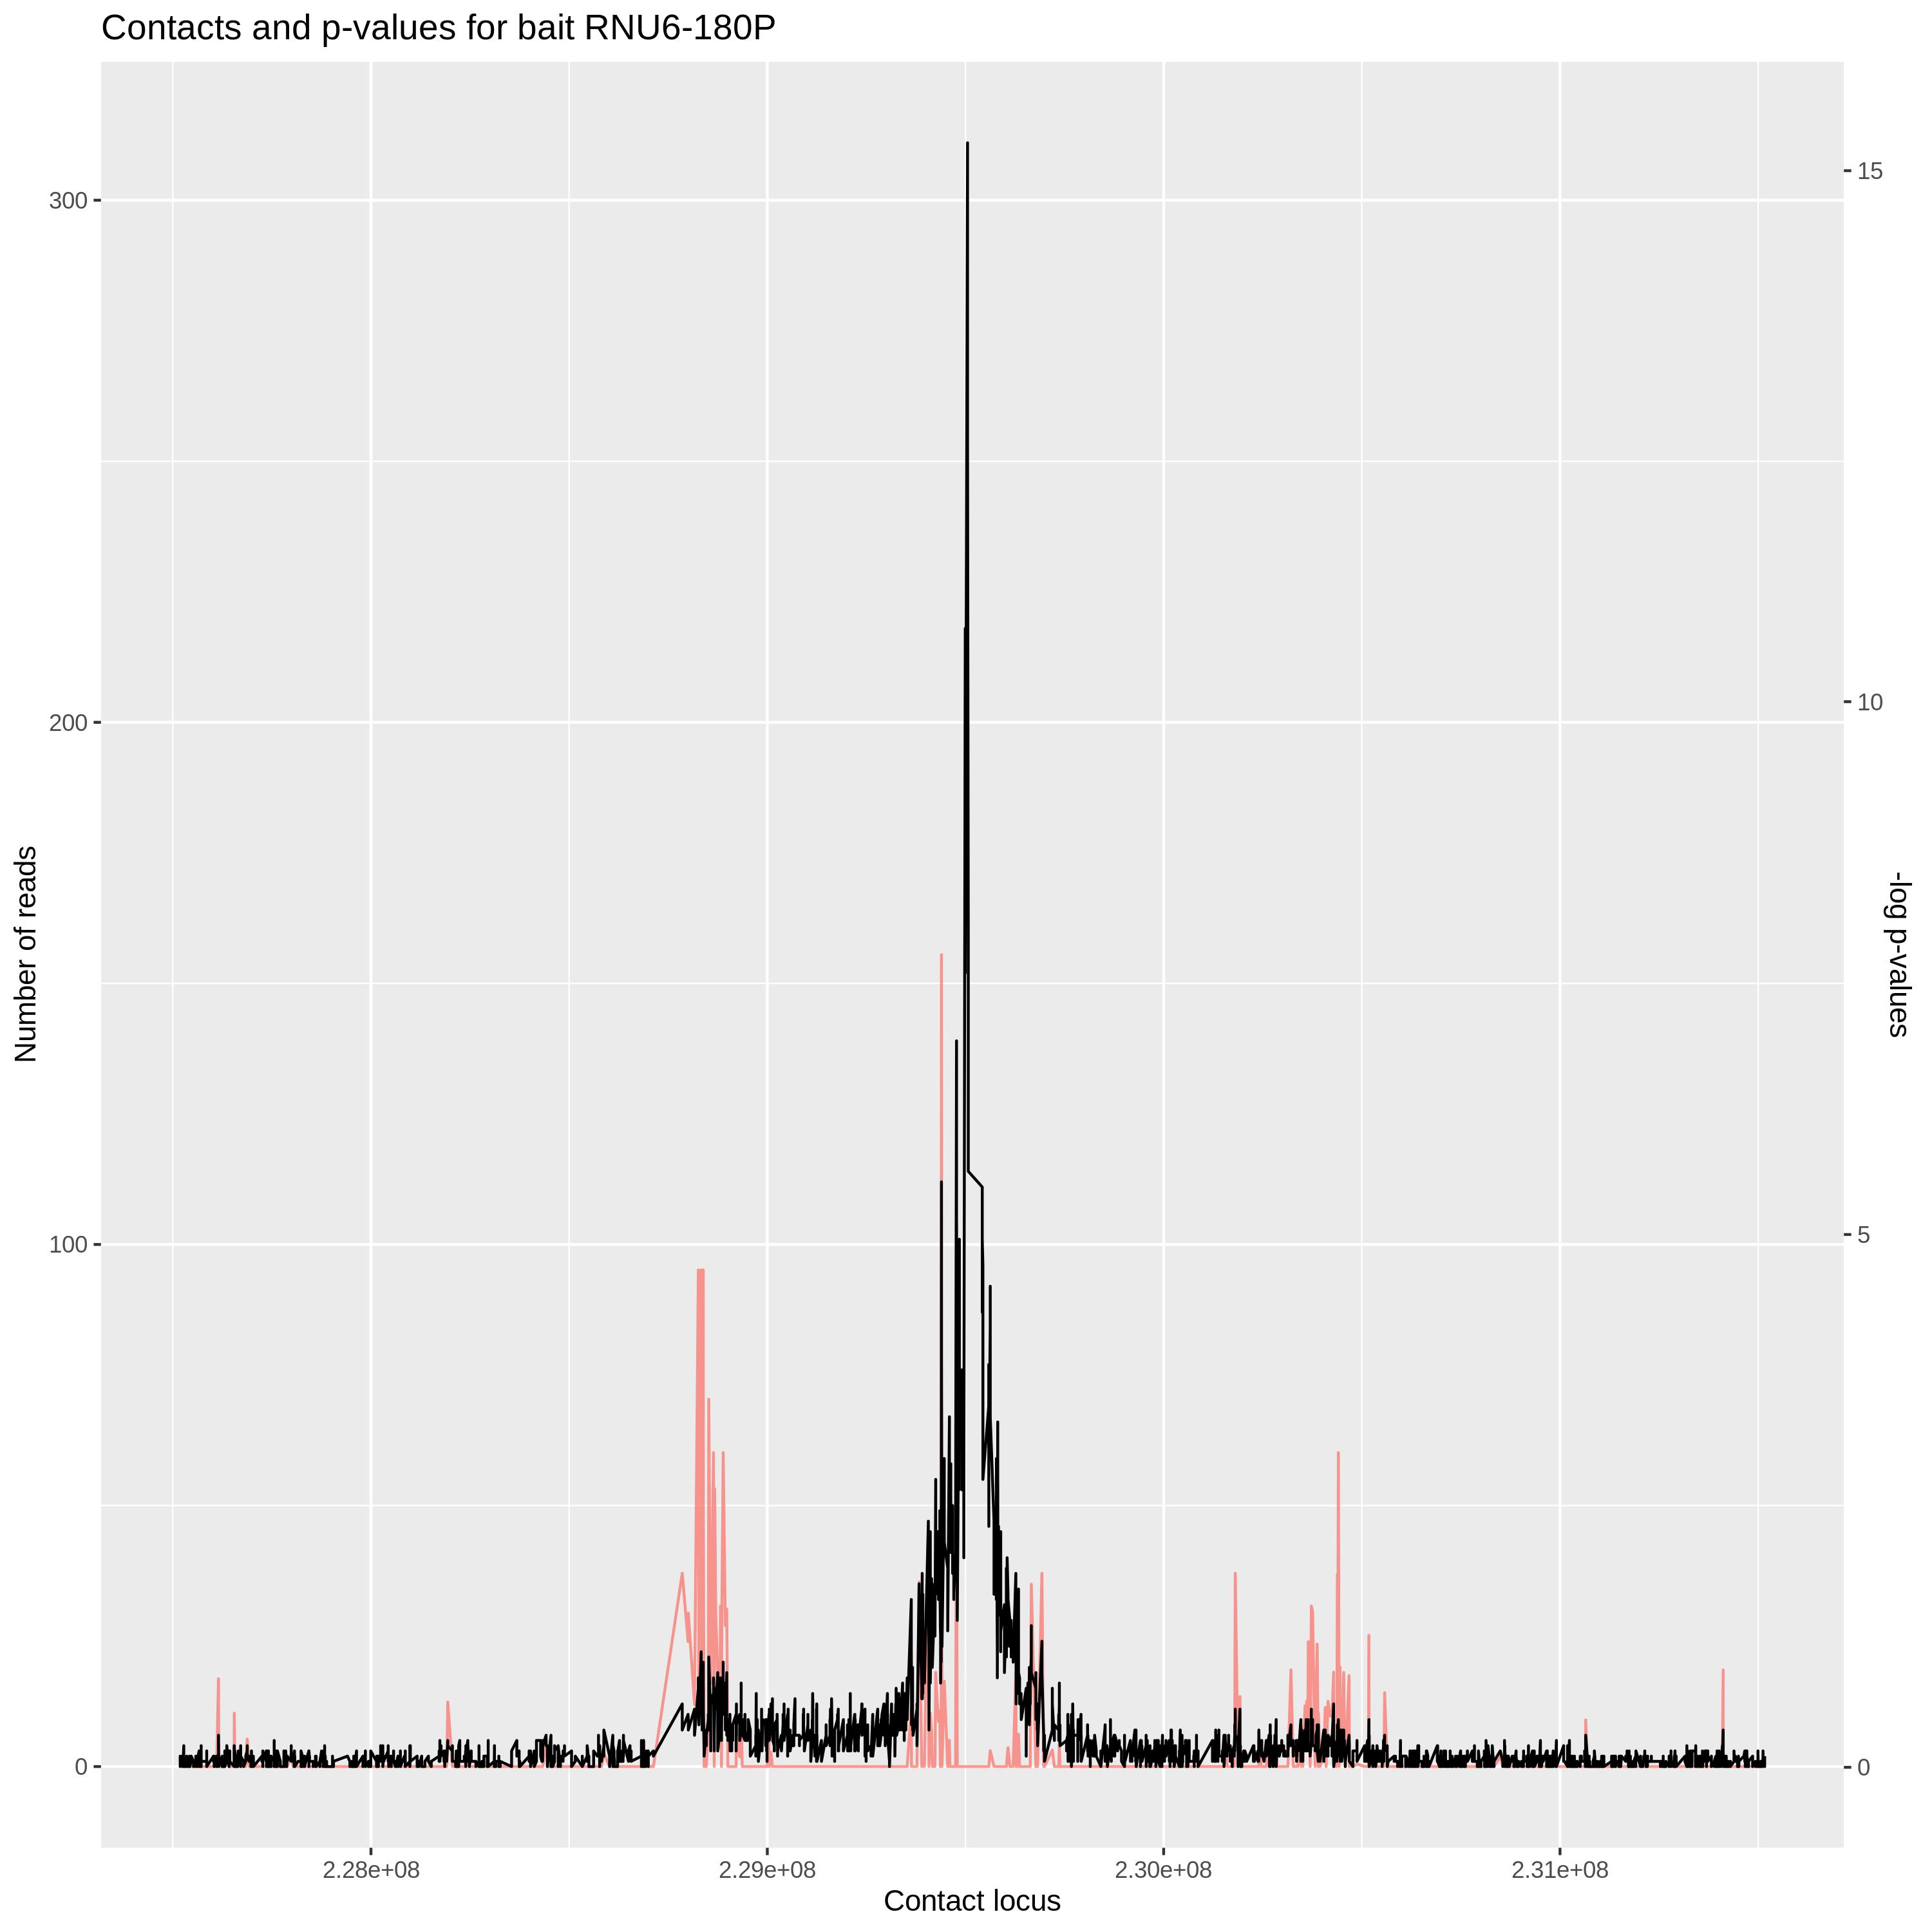 Contacts and p-values for bait RNU6-180P
300
200
100
0
15
10
5
0
Number of reads
-log p-values
2.28e+08 2.29e+08 2.30e+08 2.31e+08
Contact locus